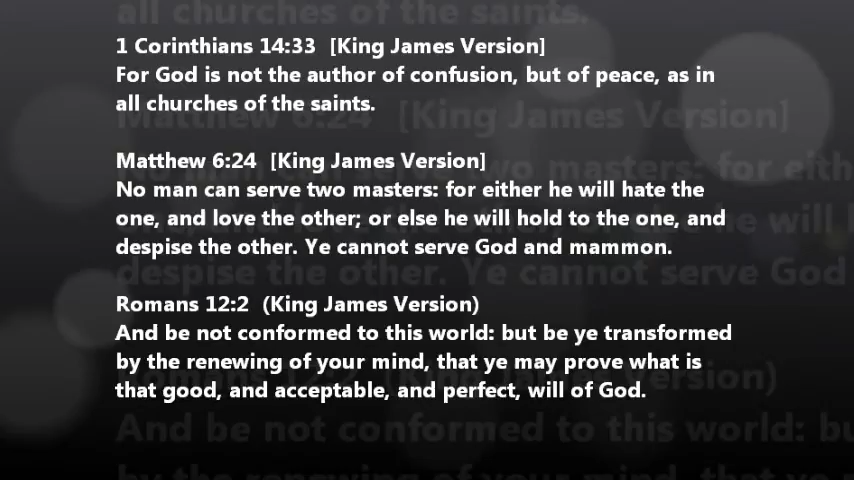 1 Corinthians 14:33 [King James Version]
For God is not the author of confusion, but of peace, as in
all churches of the saints.
Matthew 6:24 [King James Version]
No man can serve two masters: for either he will hate the
one, and love the other; or else he will hold to the one, and
despise the other. Ye cannot serve God and mammon.
Romans 12:2 (King James Version)
And be not conformed to this world: but be ye transformed
by the renewing of your mind, that ye may prove what is
that good, and acceptable, and perfect, will of God.